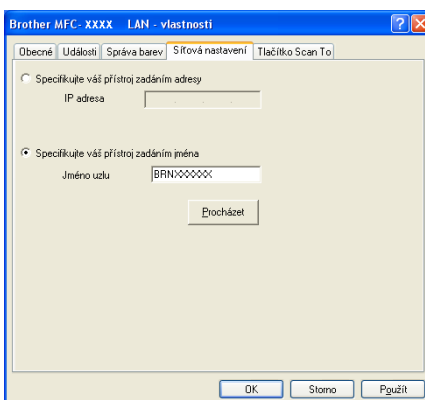 Brother MFC- XXXX LAN - vlastnosti
Obecné Události Správa barev Síťová nastavení Tlačítko Scan To
Specifikujte váš přístroj zadáním adresy
IP adresa
Specifikujte váš přístroj zadáním jména
Jméno uzlu BRNXXXXXX
Procházet
OK Storno Použít